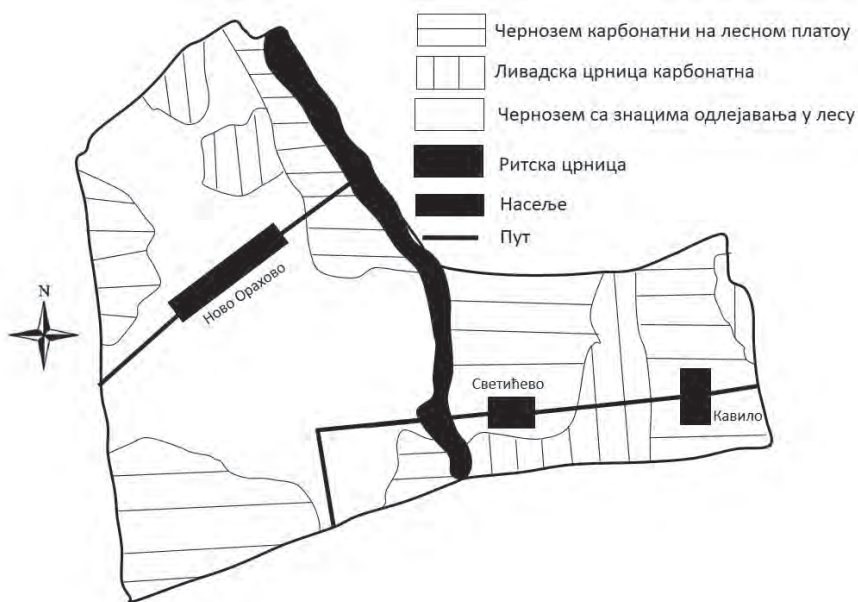 Чернозем карбонатни на лесном платоу
Ливадска црница карбонатна
Чернозем са знацима одлејавања у лесу
Ритска црница
Насеље
Пут
N
Ново Орахово
Светићево
Кавило